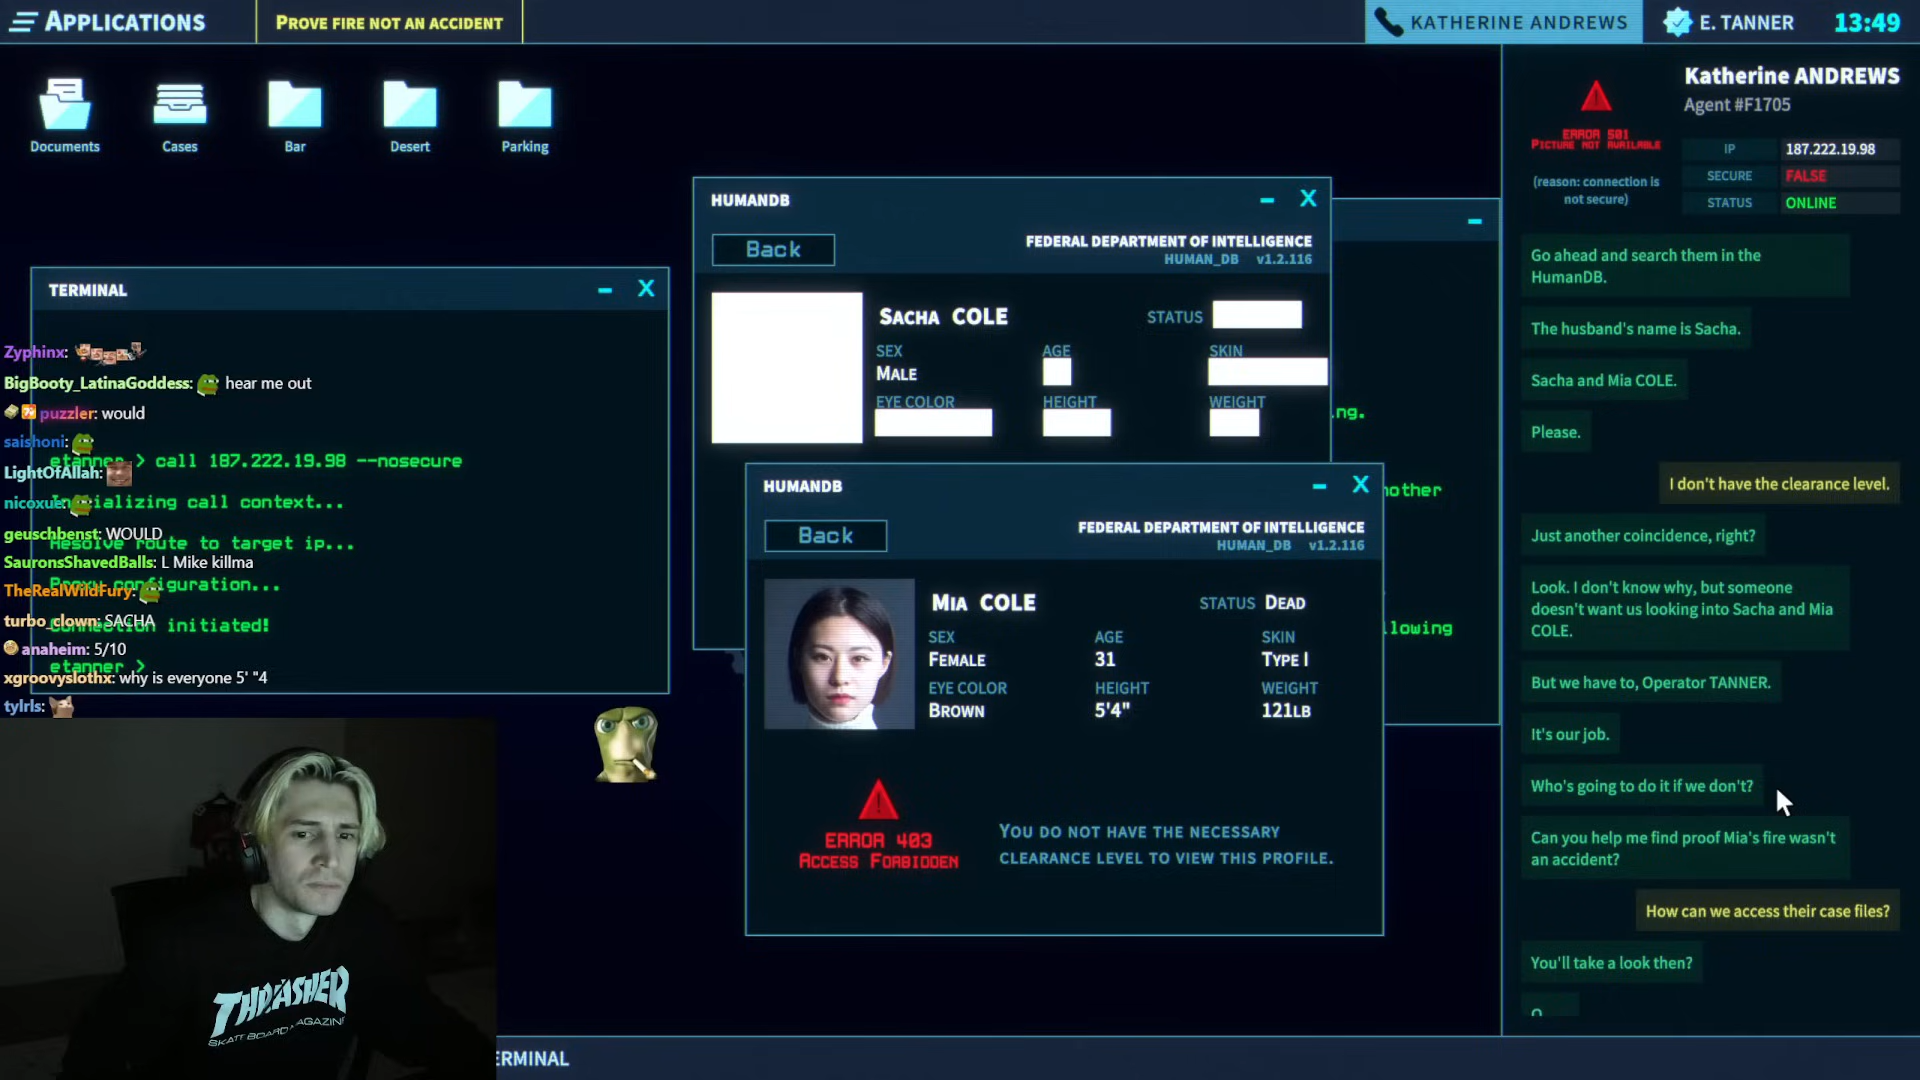 APPLICATIONS
PROVE FIRE NOT AN ACCIDENT
KATHERINE ANDREWS
E. TANNER
13:49
Documents
Cases
Bar
Desert
Parking
TERMINAL
etanner > call 187.222.19.98 --nosecure
Initializing call context...
Resolve route to target ip...
Proxy configuration...
Connection initiated!
etanner >
Zyphinx:
BigBooty_LatinaGoddess: hear me out
puzzler: would
saishoni:
LightOfAllah:
nicoxue:
geuschbenst: WOULD
SauronsShavedBalls: L Mike killma
TheRealWildFury:
turbo_clown: SACHA
anaheim: 5/10
xgroovyslothx: why is everyone 5' "4
tylrls:
THRASHER
SKATEBOARD MAGAZINE
HUMANDB
Back
FEDERAL DEPARTMENT OF INTELLIGENCE
HUMAN_DB v1.2.116
SACHA COLE
STATUS
SEX
AGE
SKIN
MALE
EYE COLOR
HEIGHT
WEIGHT
ng.
nother
llowing
HUMANDB
Back
FEDERAL DEPARTMENT OF INTELLIGENCE
HUMAN_DB v1.2.116
MIA COLE
STATUS DEAD
SEX
AGE
SKIN
FEMALE
31
TYPE I
EYE COLOR
HEIGHT
WEIGHT
BROWN
5'4"
121LB
ERROR 403
ACCESS FORBIDDEN
YOU DO NOT HAVE THE NECESSARY
CLEARANCE LEVEL TO VIEW THIS PROFILE.
ERMINAL
Katherine ANDREWS
Agent #F1705
ERROR 501
PICTURE NOT AVAILABLE
(reason: connection is
not secure)
IP 187.222.19.98
SECURE FALSE
STATUS ONLINE
Go ahead and search them in the
HumanDB.
The husband's name is Sacha.
Sacha and Mia COLE.
Please.
I don't have the clearance level.
Just another coincidence, right?
Look. I don't know why, but someone
doesn't want us looking into Sacha and Mia
COLE.
But we have to, Operator TANNER.
It's our job.
Who's going to do it if we don't?
Can you help me find proof Mia's fire wasn't
an accident?
How can we access their case files?
You'll take a look then?